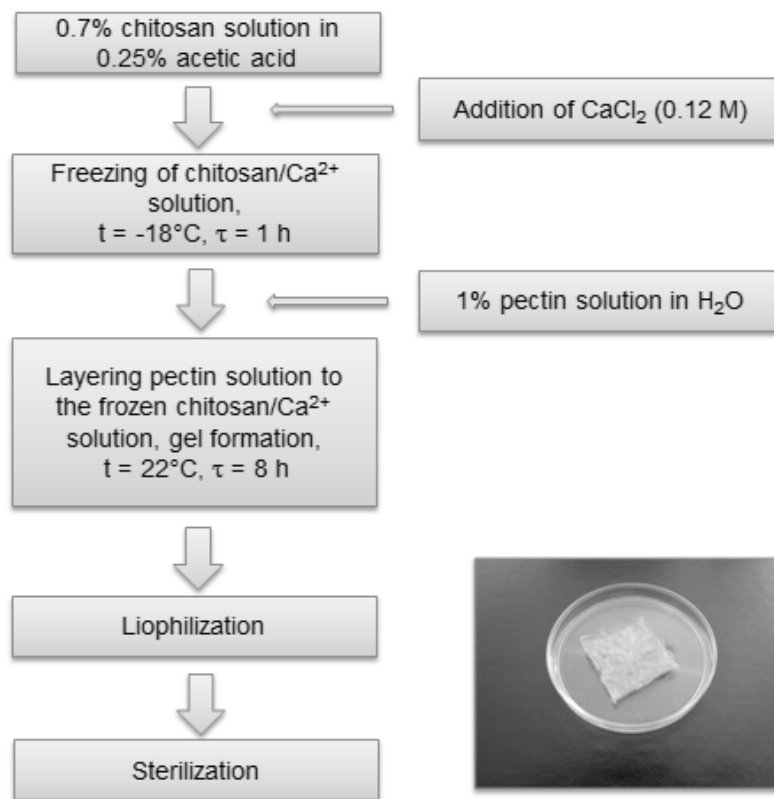 0.7% chitosan solution in
0.25% acetic acid
Addition of CaCl₂ (0.12 M)
Freezing of chitosan/Ca²⁺
solution,
t = -18°C, τ = 1 h
1% pectin solution in H₂O
Layering pectin solution to
the frozen chitosan/Ca²⁺
solution, gel formation,
t = 22°C, τ = 8 h
Liophilization
Sterilization